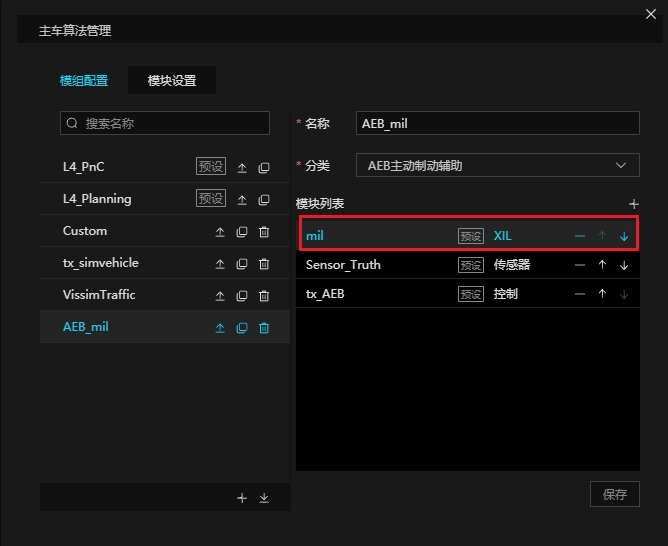 主车算法管理
模组配置 模块设置
搜索名称
L4_PnC 预设
L4_Planning 预设
Custom
tx_simvehicle
VissimTraffic
AEB_mil
* 名称 AEB_mil
* 分类 AEB主动制动辅助
模块列表
mil 预设 XIL
Sensor_Truth 预设 传感器
tx_AEB 预设 控制
保存